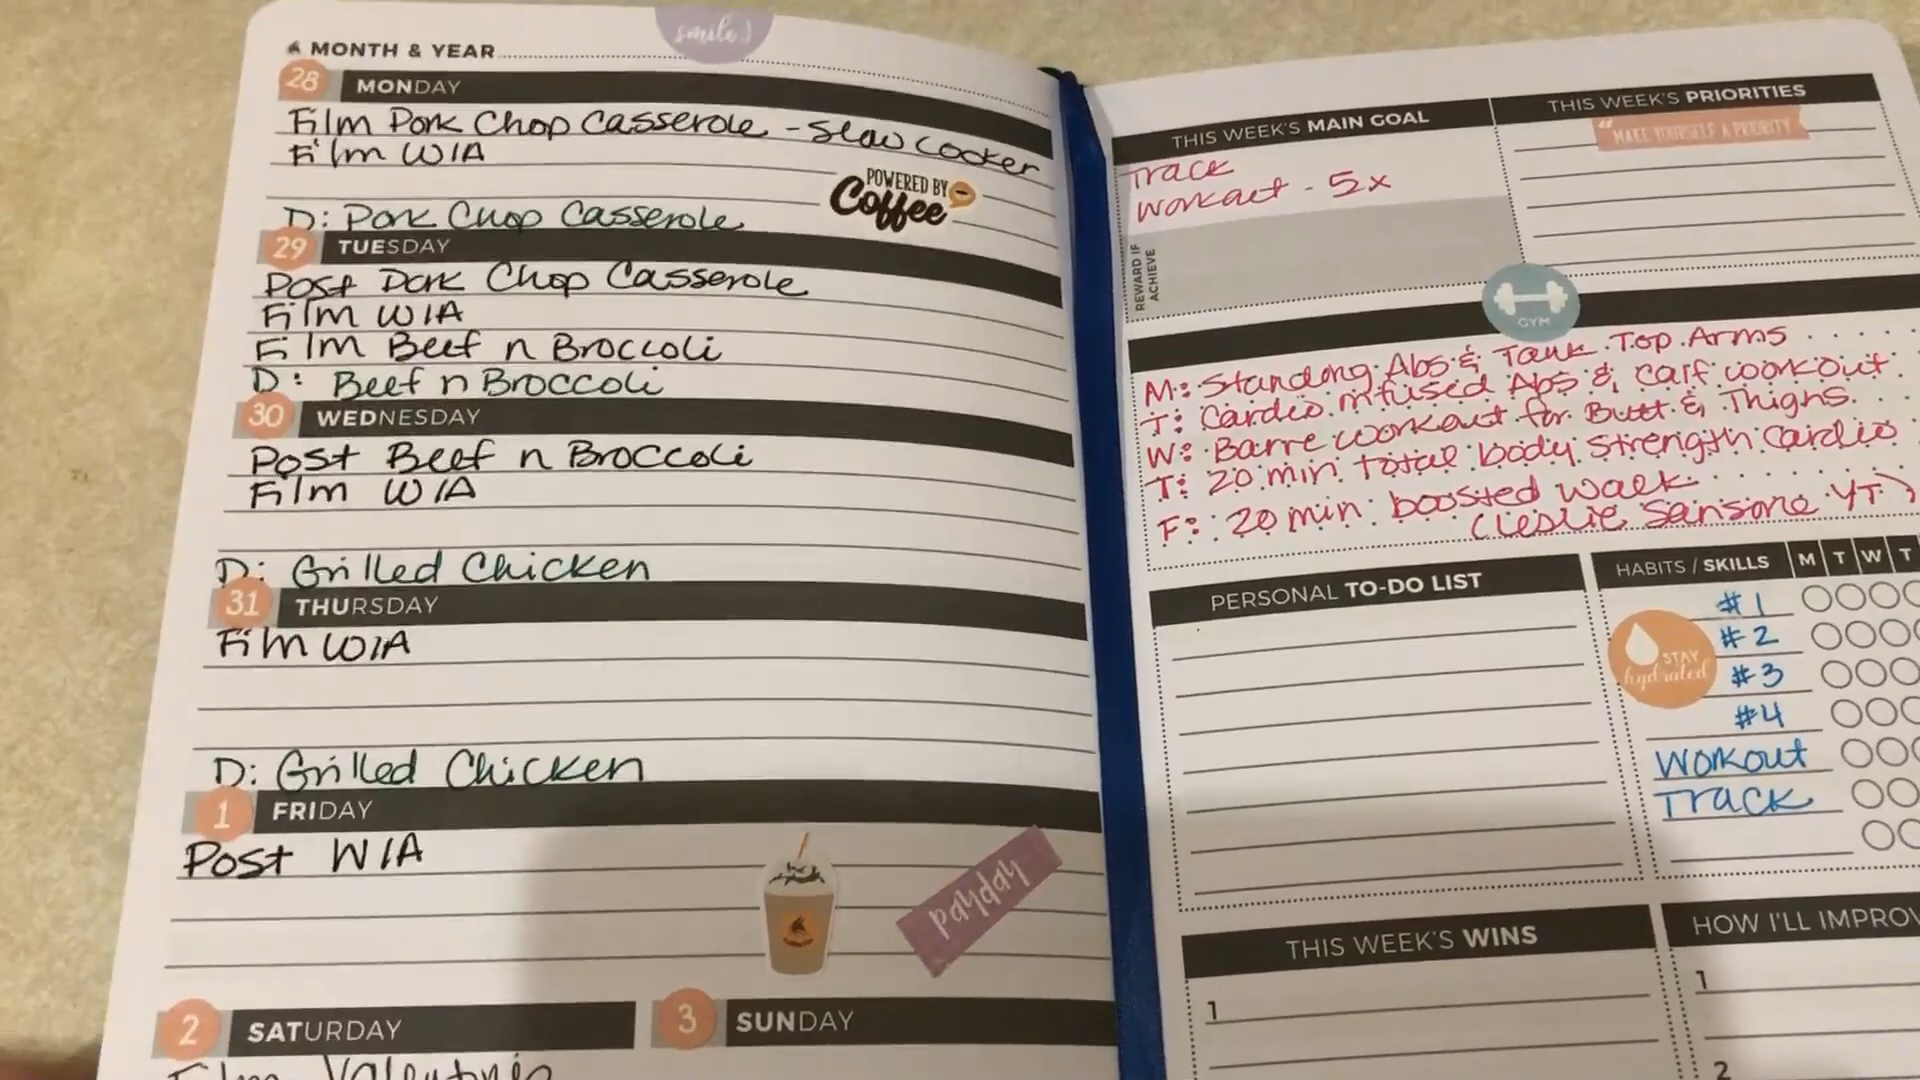 smile :)
MONTH & YEAR
28 MONDAY
Film Pork Chop Casserole - Slow cooker
Film WIA
POWERED BY
Coffee
D: Pork Chop Casserole
29 TUESDAY
Post Pork Chop Casserole
Film WIA
Film Beef n Broccoli
D: Beef n Broccoli
30 WEDNESDAY
Post Beef n Broccoli
Film WIA
D: Grilled Chicken
31 THURSDAY
Film WIA
D: Grilled Chicken
1 FRIDAY
Post WIA
payday
2 SATURDAY
3 SUNDAY
THIS WEEK'S MAIN GOAL
Track
Workout - 5x
REWARD IF
ACHIEVE
THIS WEEK'S PRIORITIES
"MAKE YOURSELF A PRIORITY
GYM
M: Standing Abs & Tank Top Arms
T: Cardio infused Abs & Calf workout
W: Barre workout for Butt & Thighs
T: 20 min total body strength cardio
F: 20 min boosted walk
(Leslie Sansone YT)
PERSONAL TO-DO LIST
HABITS / SKILLS M T W T
#1
#2
STAY
hydrated
#3
#4
Workout
Track
THIS WEEK'S WINS
1
HOW I'LL IMPROV
1
2